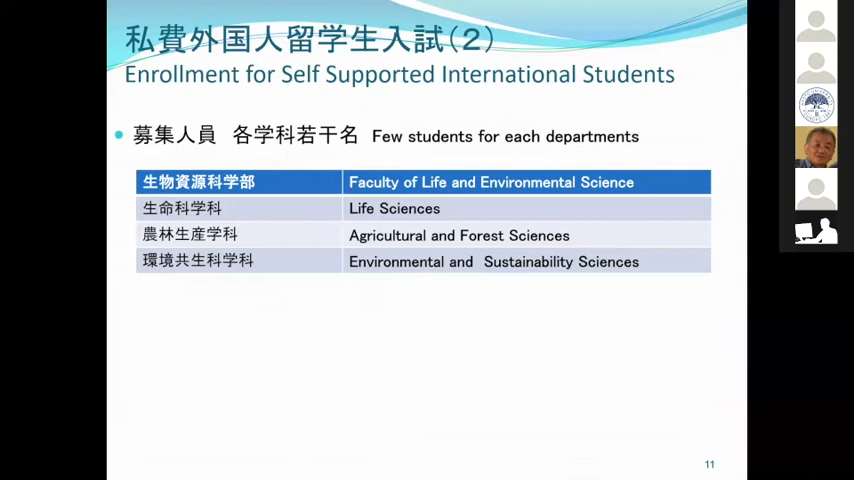 私費外国人留学生入試(２)
Enrollment for Self Supported International Students
募集人員　各学科若干名 Few students for each departments
生物資源科学部 Faculty of Life and Environmental Science
生命科学科 Life Sciences
農林生産学科 Agricultural and Forest Sciences
環境共生科学科 Environmental and Sustainability Sciences
11